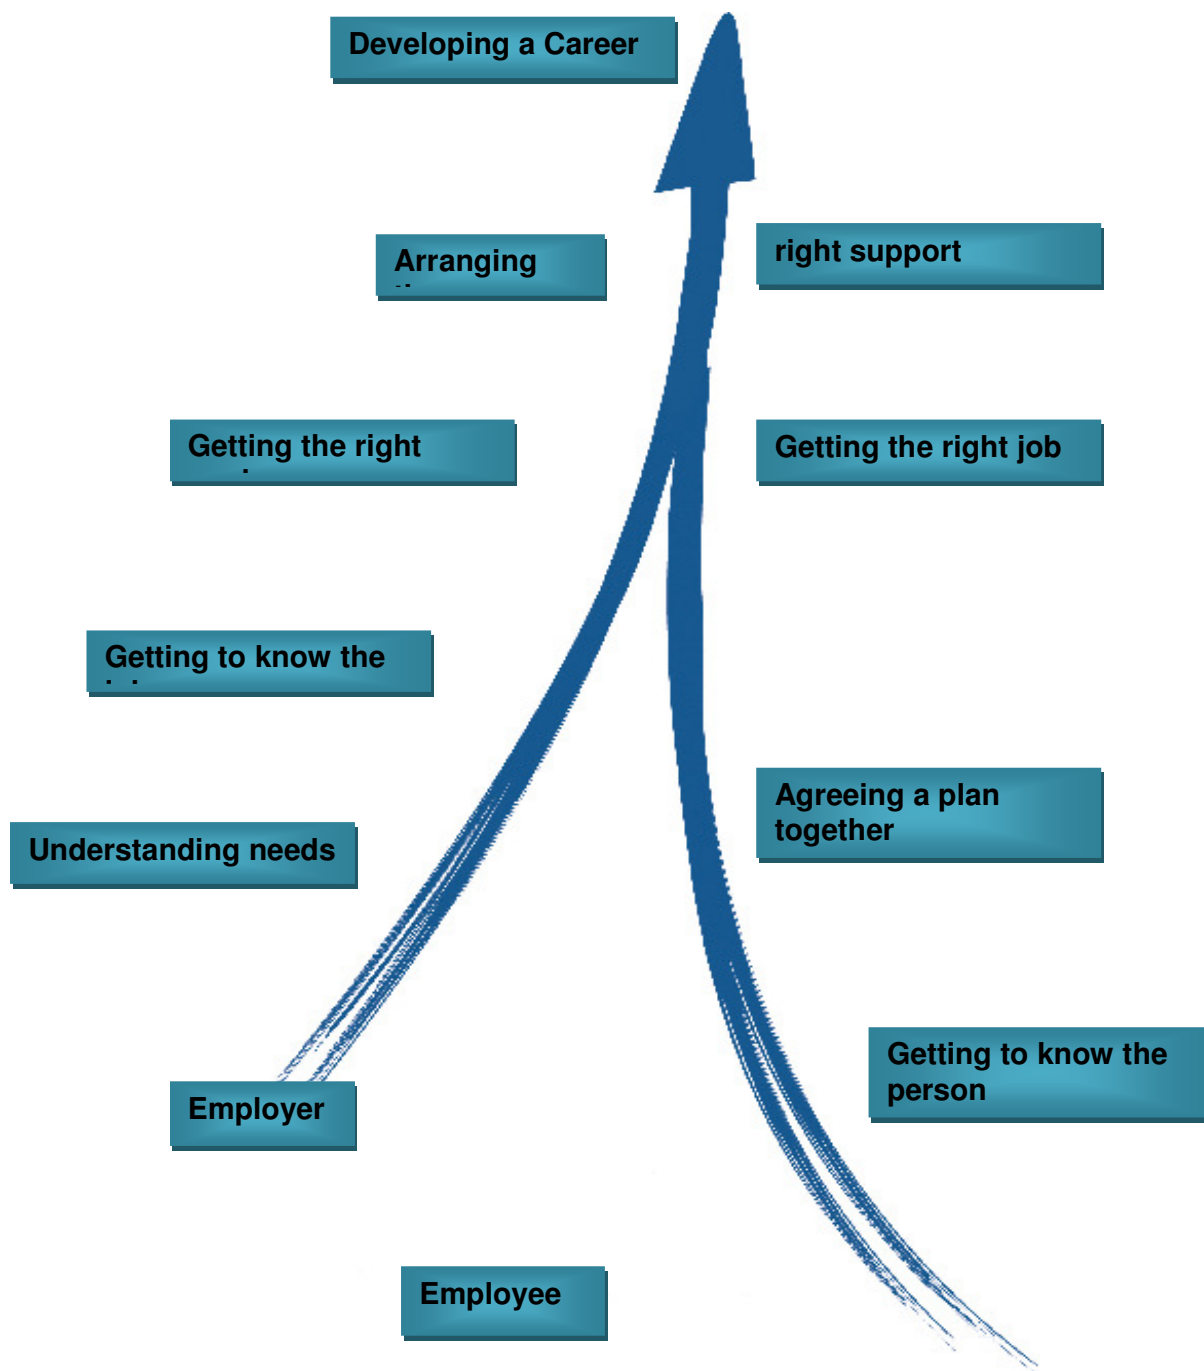 Developing a Career
Arranging
right support
Getting the right
Getting the right job
Getting to know the
Agreeing a plan
together
Understanding needs
Getting to know the
person
Employer
Employee